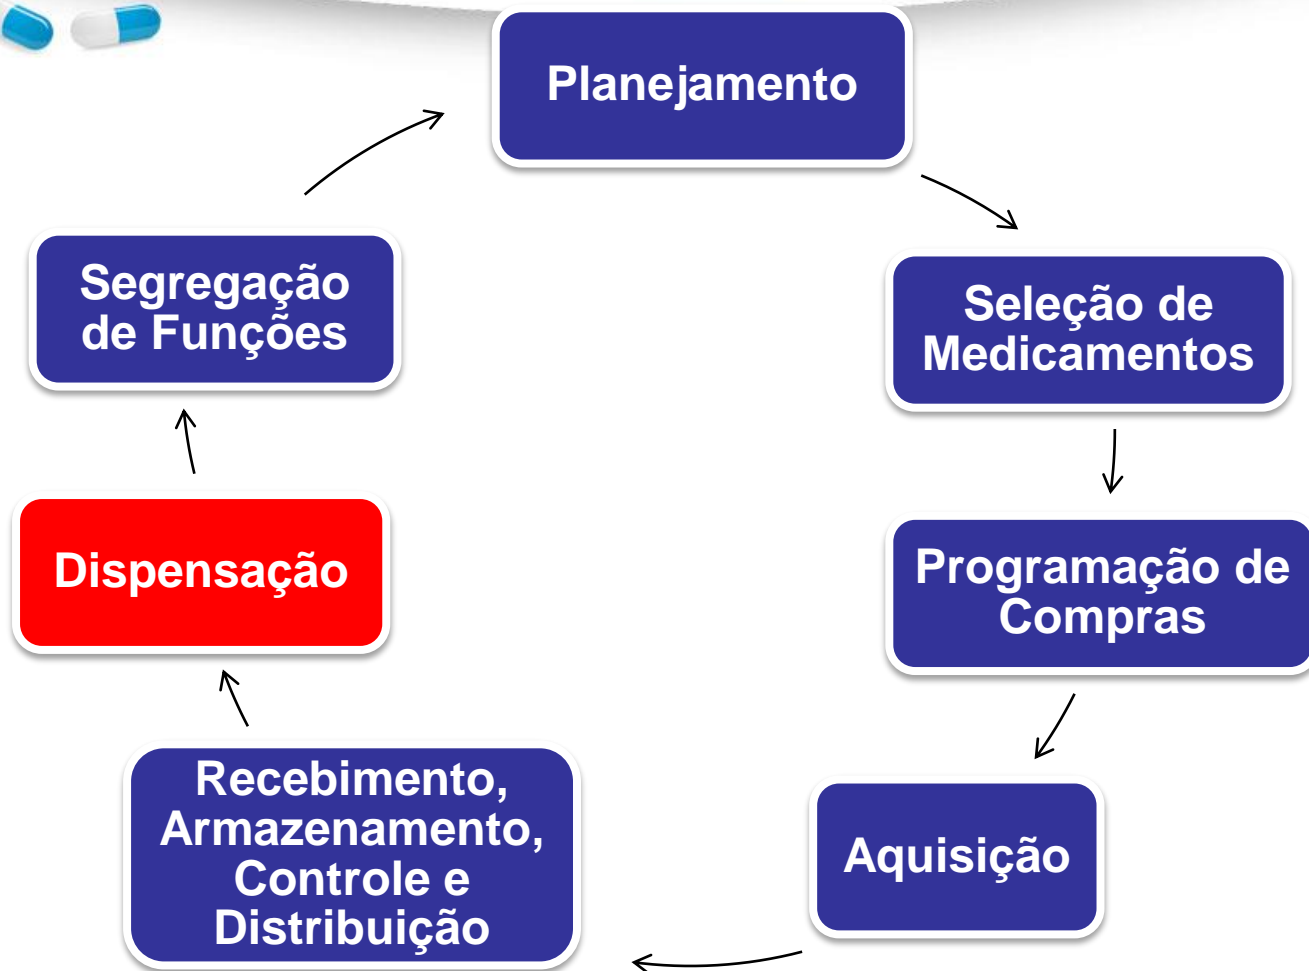 Planejamento
Seleção de
Medicamentos
Programação de
Compras
Aquisição
Recebimento,
Armazenamento,
Controle e
Distribuição
Dispensação
Segregação
de Funções